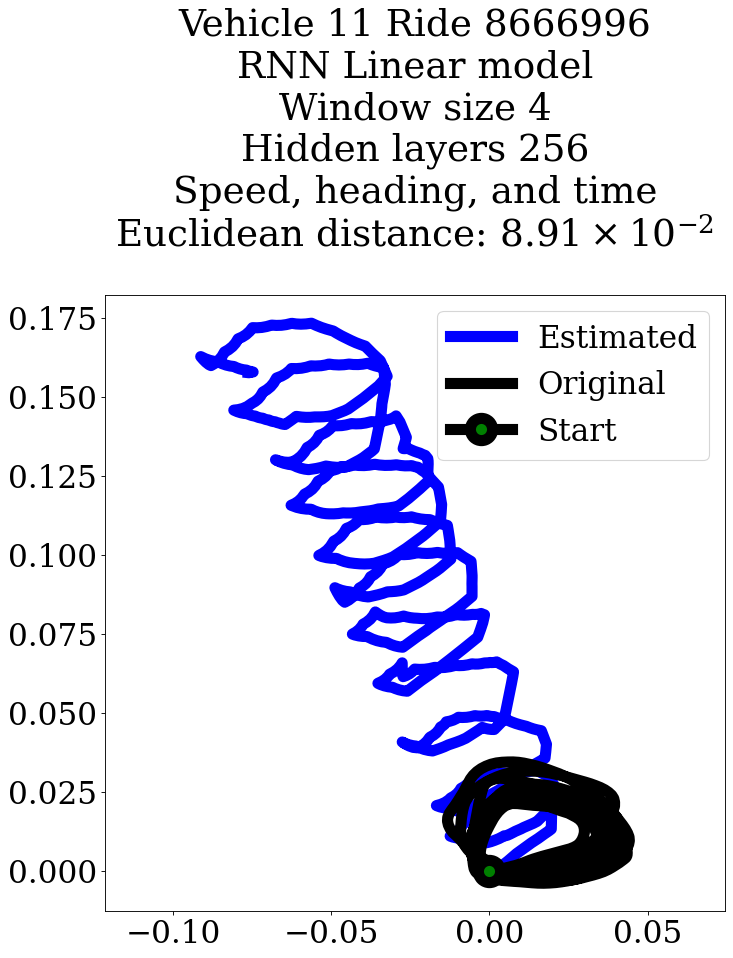 Vehicle 11 Ride 8666996
RNN Linear model
Window size 4
Hidden layers 256
Speed, heading, and time
Euclidean distance: 8.91 × 10⁻²
Estimated
Original
Start
0.175
0.150
0.125
0.100
0.075
0.050
0.025
0.000
−0.10 −0.05 0.00 0.05